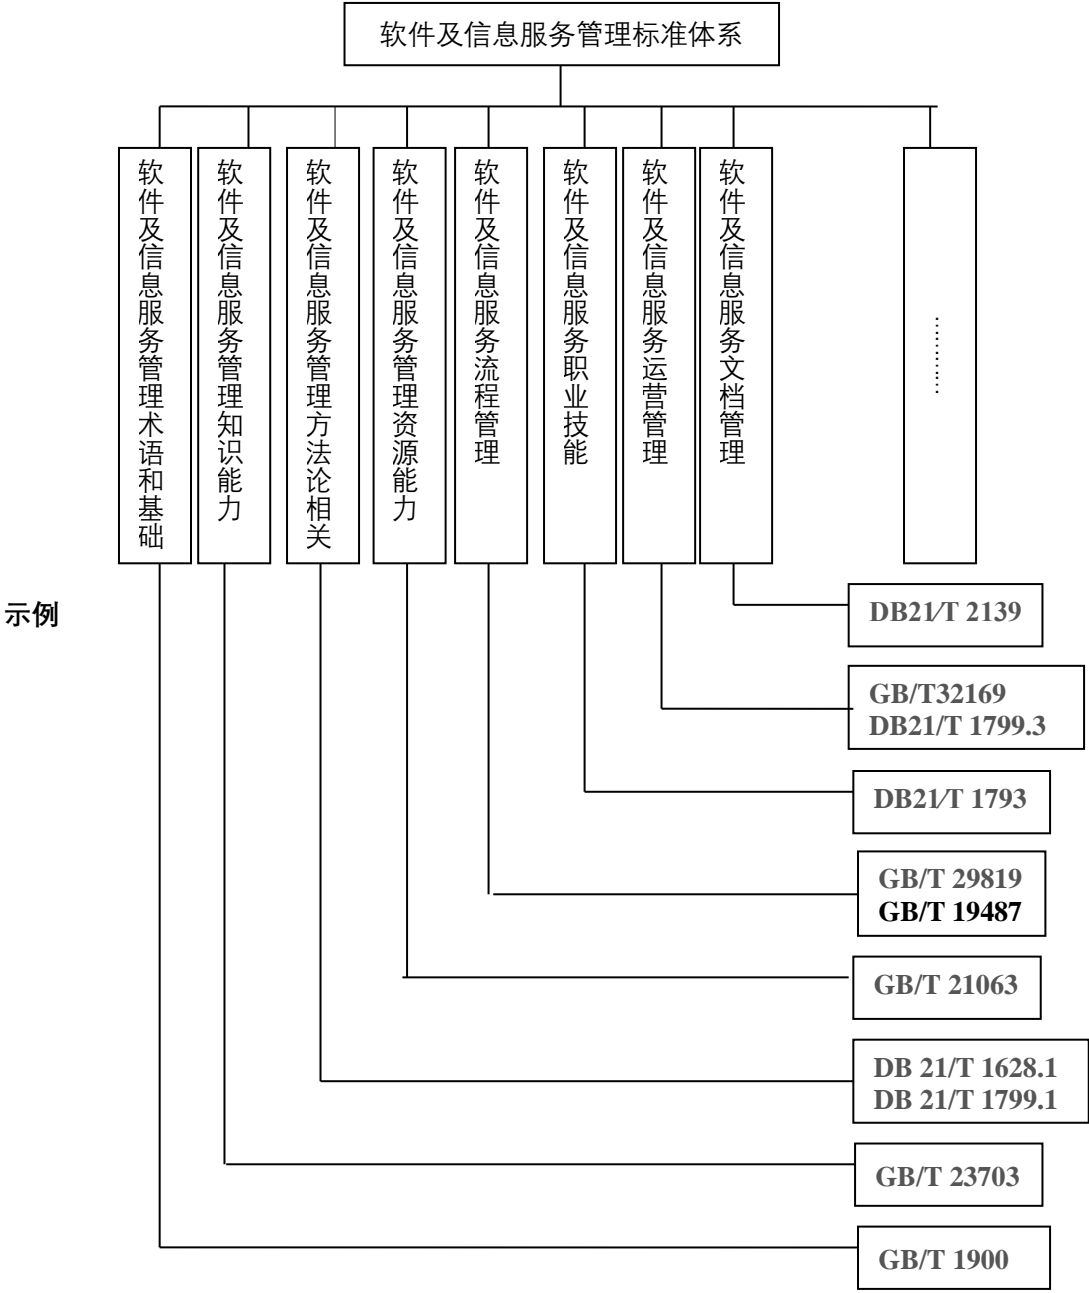 软件及信息服务管理标准体系
软件及信息服务管理术语和基础
软件及信息服务管理知识能力
软件及信息服务管理方法论相关
软件及信息服务管理资源能力
软件及信息服务流程管理
软件及信息服务职业技能
软件及信息服务运营管理
软件及信息服务文档管理
………
示例
DB21/T 2139
GB/T32169
DB21/T 1799.3
DB21/T 1793
GB/T 29819
GB/T 19487
GB/T 21063
DB 21/T 1628.1
DB 21/T 1799.1
GB/T 23703
GB/T 1900